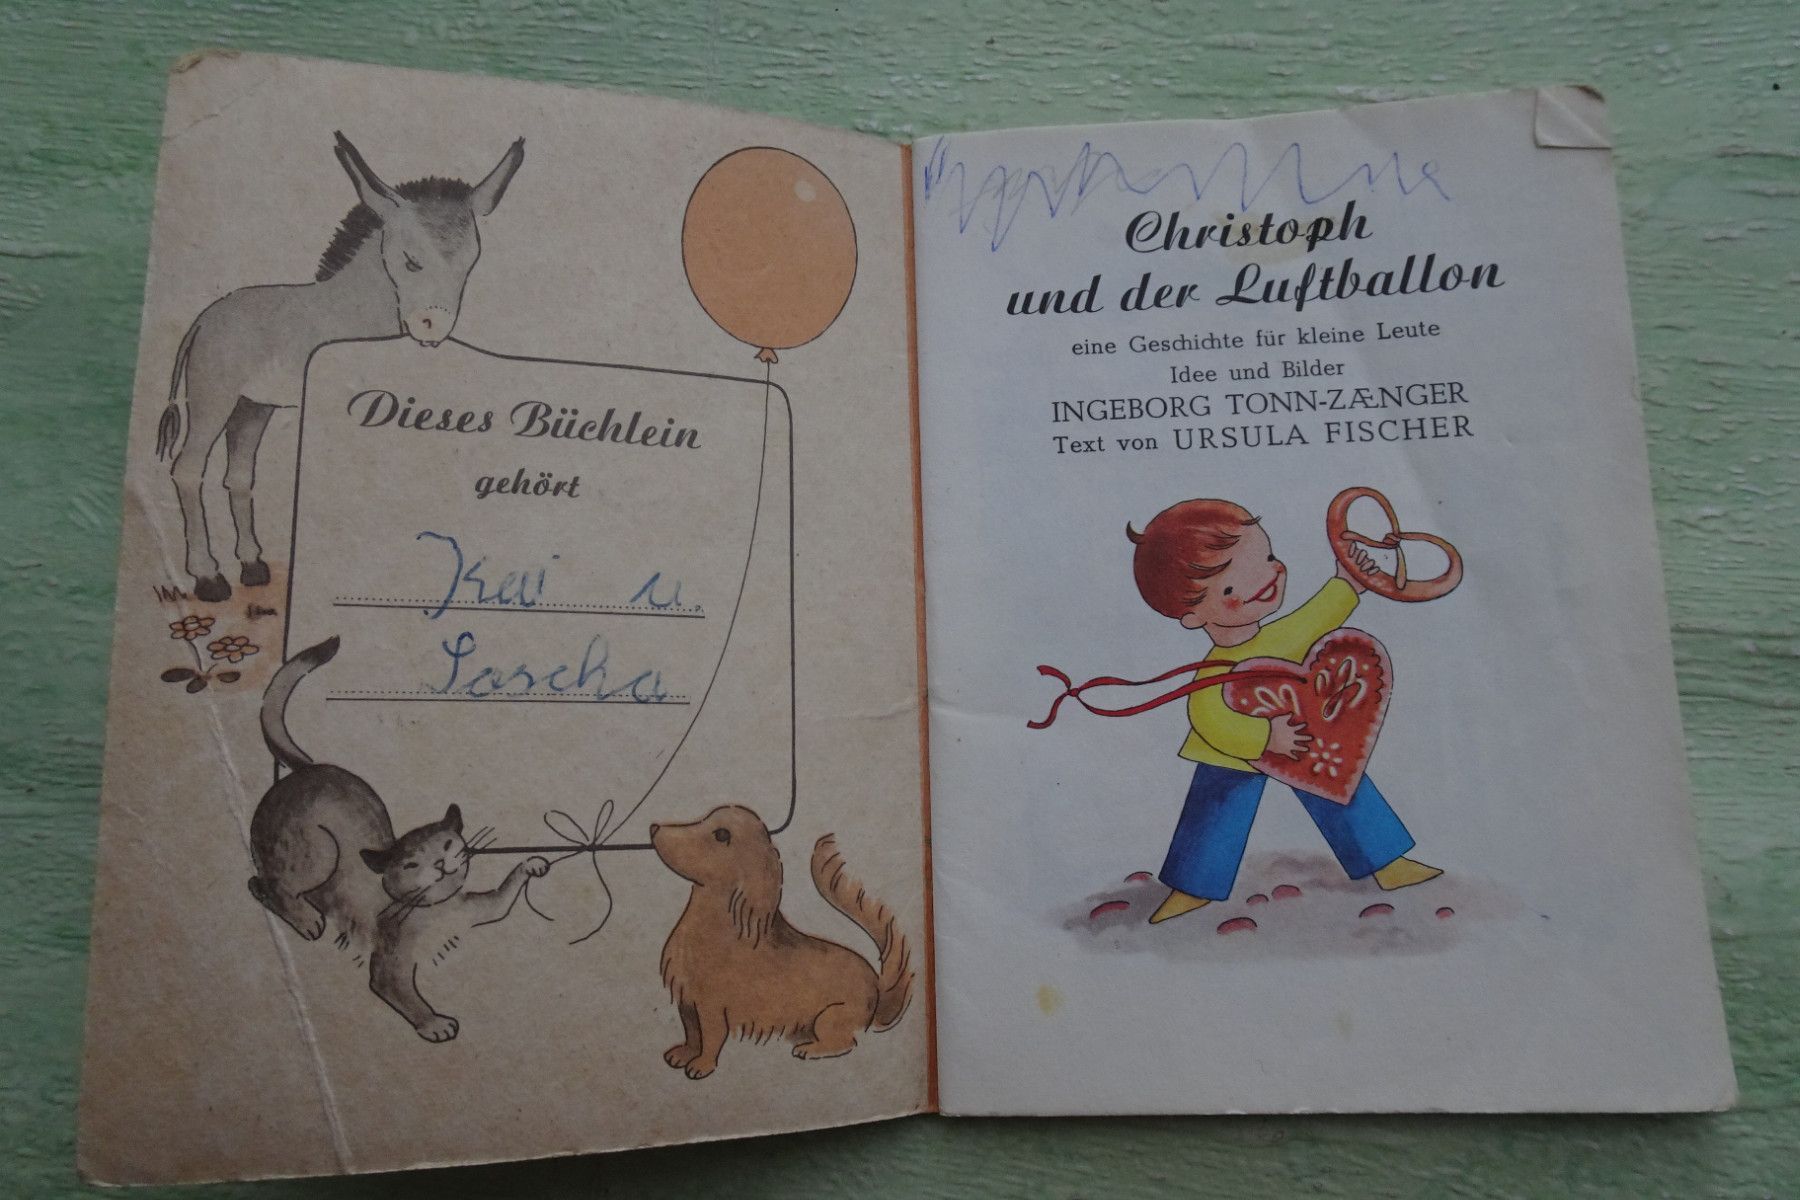 Dieses Büchlein
gehört
Kai u.
Sascha
Christoph
und der Luftballon
eine Geschichte für kleine Leute
Idee und Bilder
INGEBORG TONN-ZÆNGER
Text von URSULA FISCHER